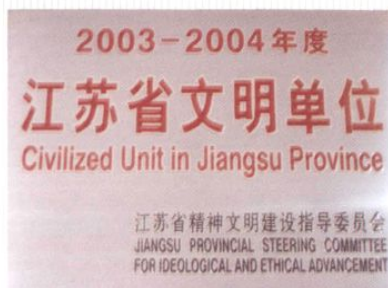 2003-2004年度
江苏省文明单位
Civilized Unit in Jiangsu Province
江苏省精神文明建设指导委员会
JIANGSU PROVINCIAL STEERING COMMITTEE
FOR IDEOLOGICAL AND ETHICAL ADVANCEMENT